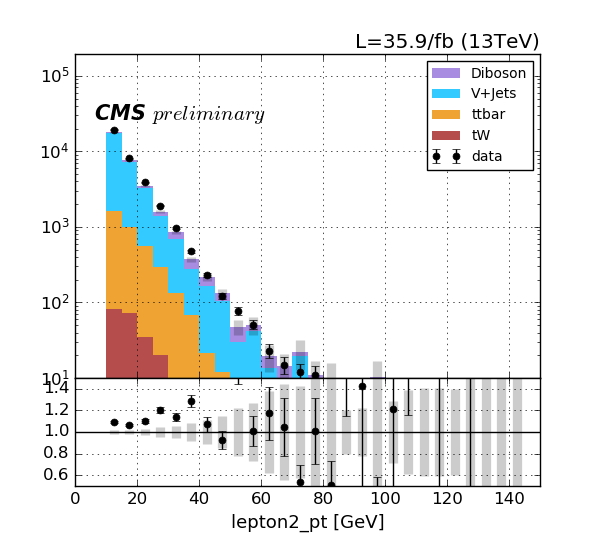 L=35.9/fb (13TeV)
10^5
10^4
10^3
10^2
10^1
CMS preliminary
Diboson
V+Jets
ttbar
tW
data
1.4
1.2
1.0
0.8
0.6
0 20 40 60 80 100 120 140
lepton2_pt [GeV]